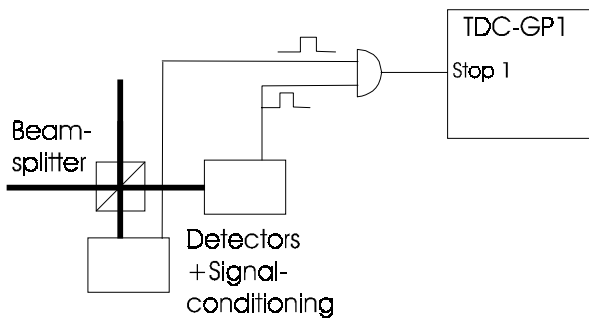 TDC-GP1
Stop 1
Beam-
splitter
Detectors
+Signal-
conditioning